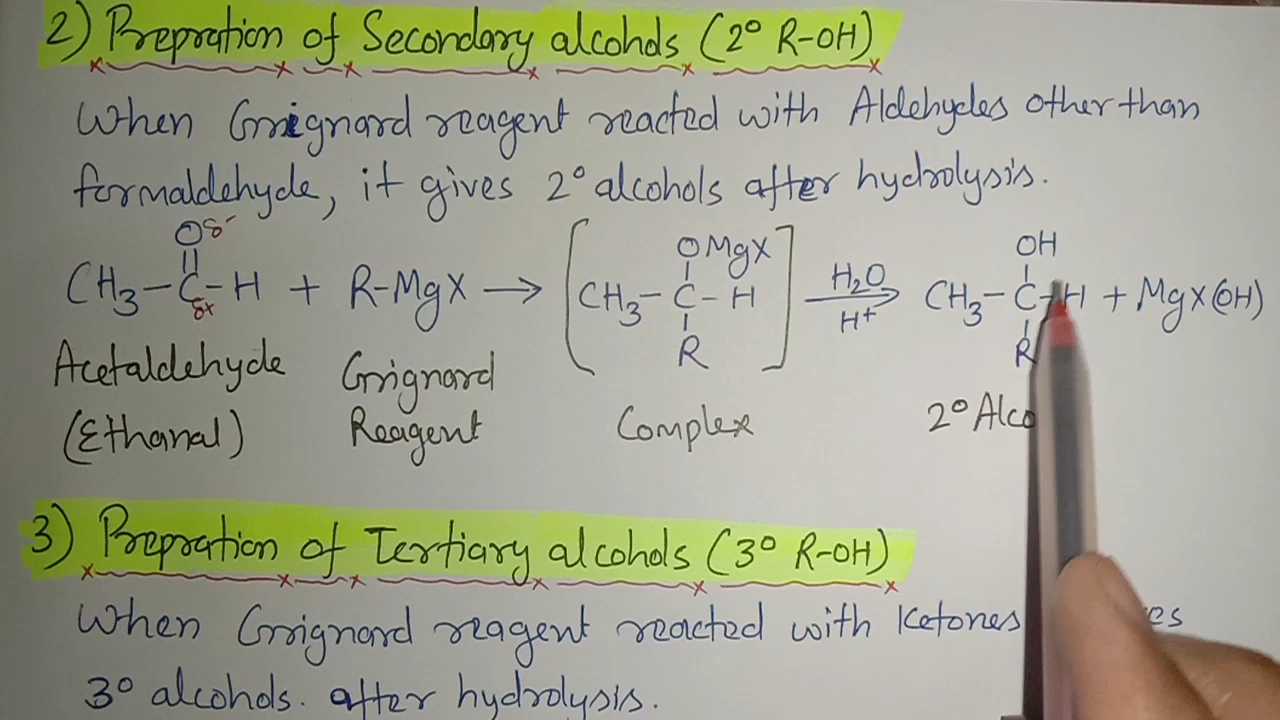 2) Prepration of Secondary alcohols (2° R-OH)
When Grignard reagent reacted with Aldehydes other than
formaldehyde, it gives 2° alcohols after hydrolysis.
Oδ-
OMgX
OH
CH3-C-H + R-MgX → [CH3-C-H] H2O H+ → CH3-C-H + MgX(OH)
δ+
R
R
Acetaldehyde Grignard
(Ethanal) Reagent Complex 2° Alco
3) Prepration of Tertiary alcohols (3° R-OH)
When Grignard reagent reacted with Ketones
3° alcohols. after hydrolysis.